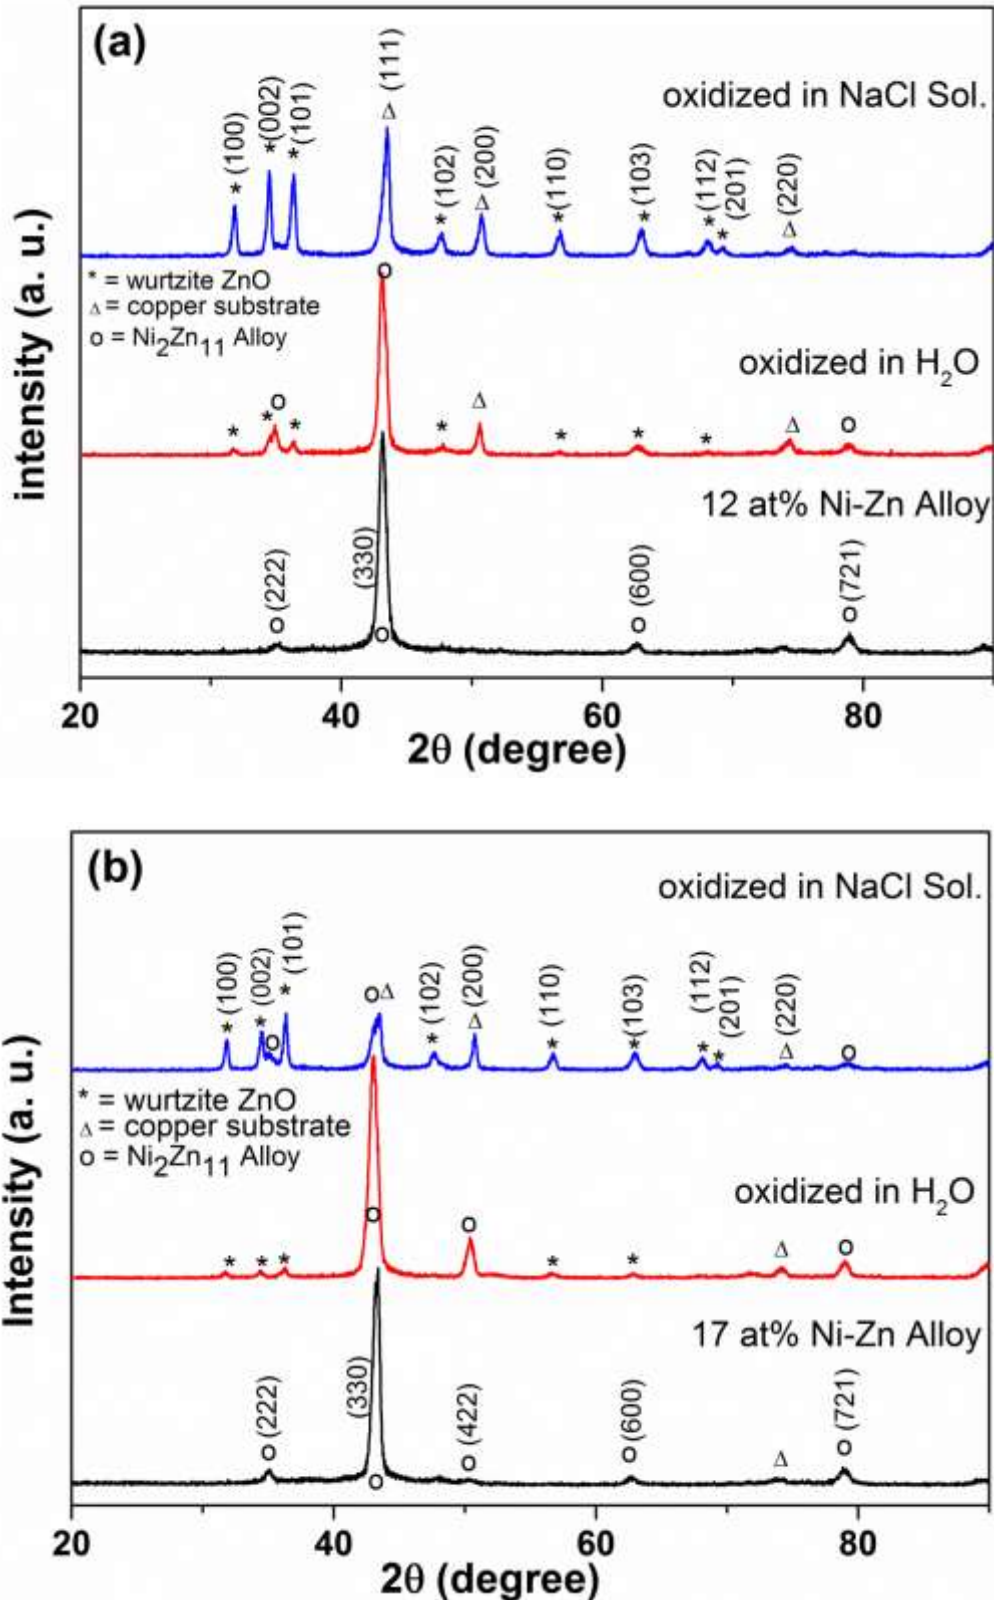 (a)
oxidized in NaCl Sol.
*(100)
*(002)
*(101)
Δ (111)
*(102)
Δ(200)
*(110)
*(103)
*(112)
*(201)
Δ(220)
* = wurtzite ZnO
Δ = copper substrate
o = Ni2Zn11 Alloy
o
oxidized in H2O
* * o * * Δ * * * Δ o
12 at% Ni-Zn Alloy
o(222)
(330)
o
o(600)
o(721)
intensity (a. u.)
20 40 60 80
2θ (degree)
(b)
oxidized in NaCl Sol.
*(100)
*(002)
o
*(101)
oΔ
*(102)
Δ(200)
*(110)
*(103)
*(112)
*(201)
Δ(220)
o
* = wurtzite ZnO
Δ = copper substrate
o = Ni2Zn11 Alloy
oxidized in H2O
* * * o o * * Δ o
17 at% Ni-Zn Alloy
o(222)
(330)
o
o(422)
o(600)
Δ
o(721)
Intensity (a. u.)
20 40 60 80
2θ (degree)